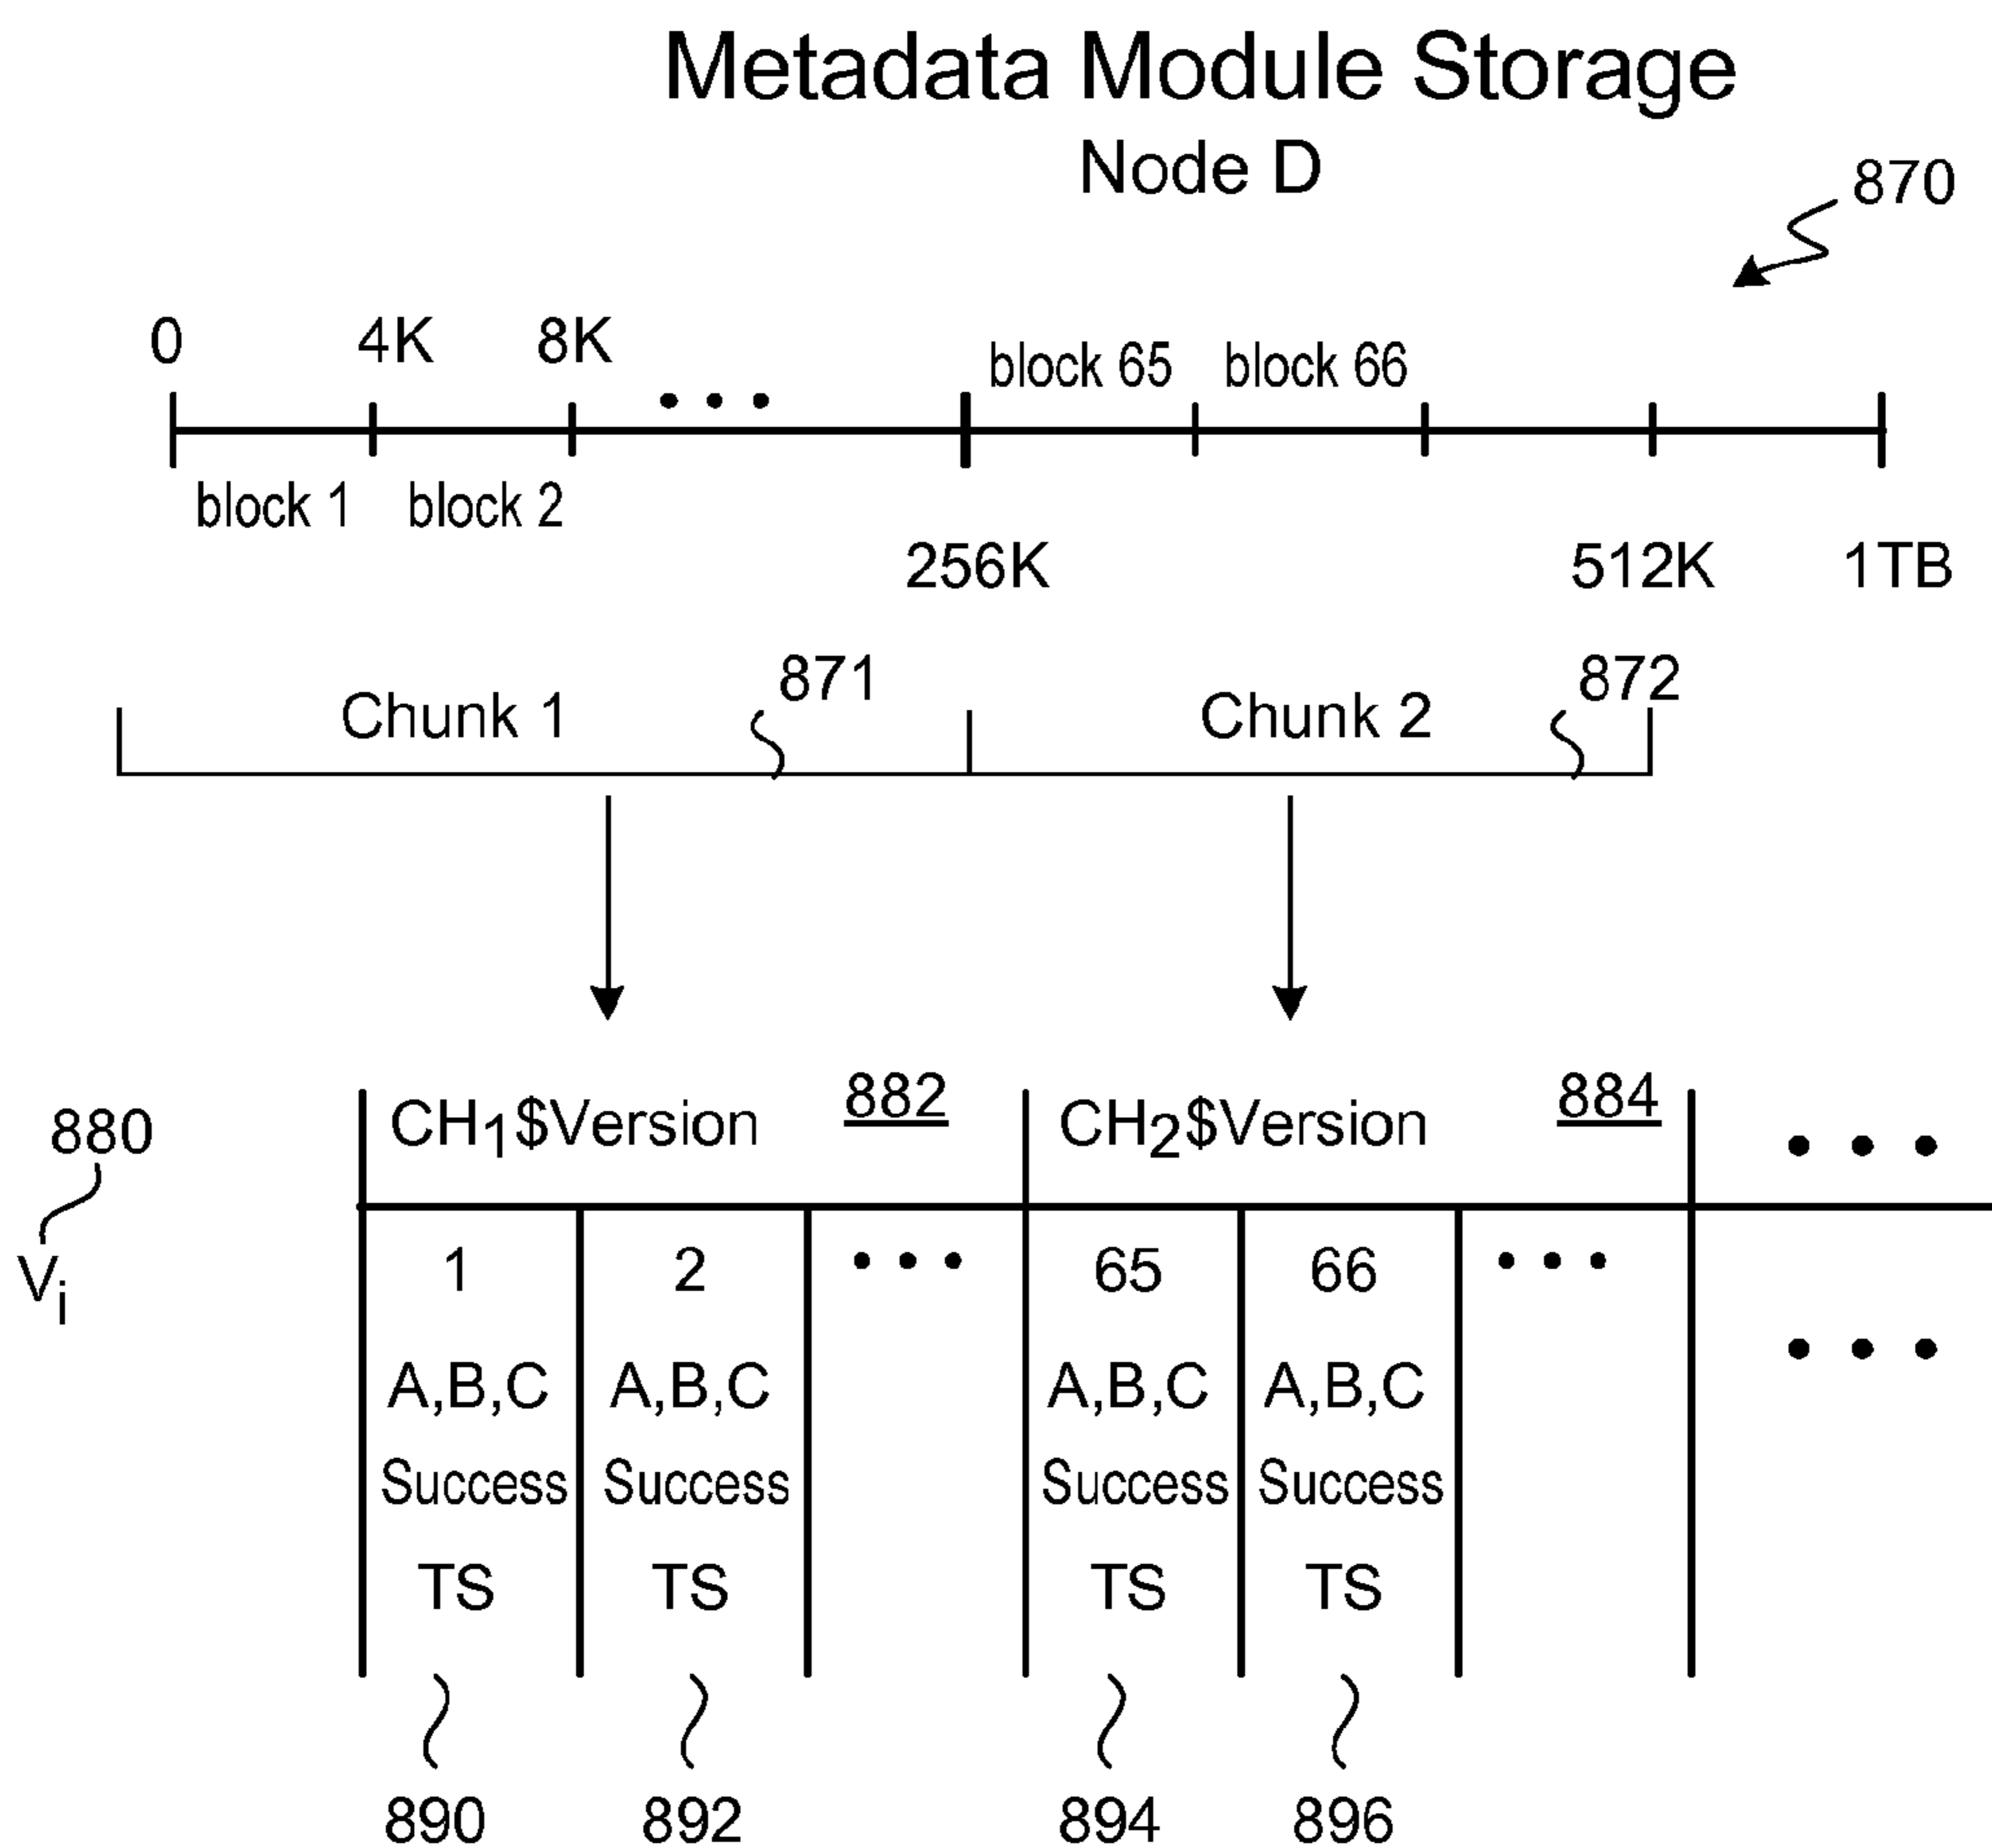 Metadata Module Storage
Node D
870
0 4K 8K
block 65 block 66
block 1 block 2
256K 512K 1TB
871 872
Chunk 1 Chunk 2
880 CH1$Version 882 CH2$Version 884
Vi
1 2 65 66
A,B,C A,B,C A,B,C A,B,C
Success Success Success Success
TS TS TS TS
890 892 894 896